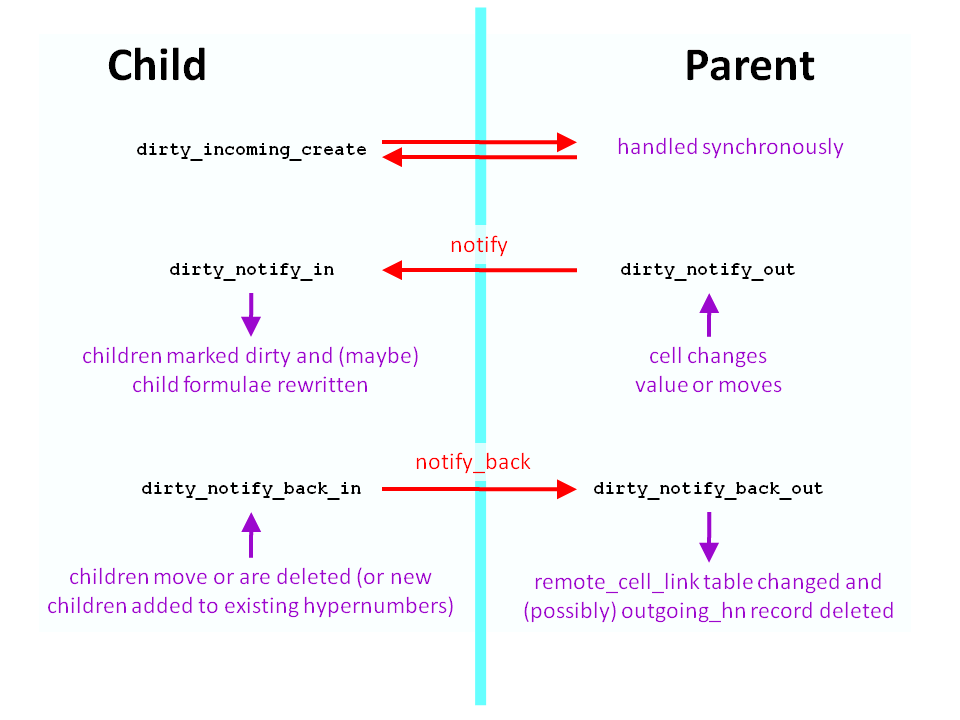 Child
Parent
dirty_incoming_create
handled synchronously
notify
dirty_notify_in
dirty_notify_out
children marked dirty and (maybe)
child formulae rewritten
cell changes
value or moves
notify_back
dirty_notify_back_in
dirty_notify_back_out
children move or are deleted (or new
children added to existing hypernumbers)
remote_cell_link table changed and
(possibly) outgoing_hn record deleted